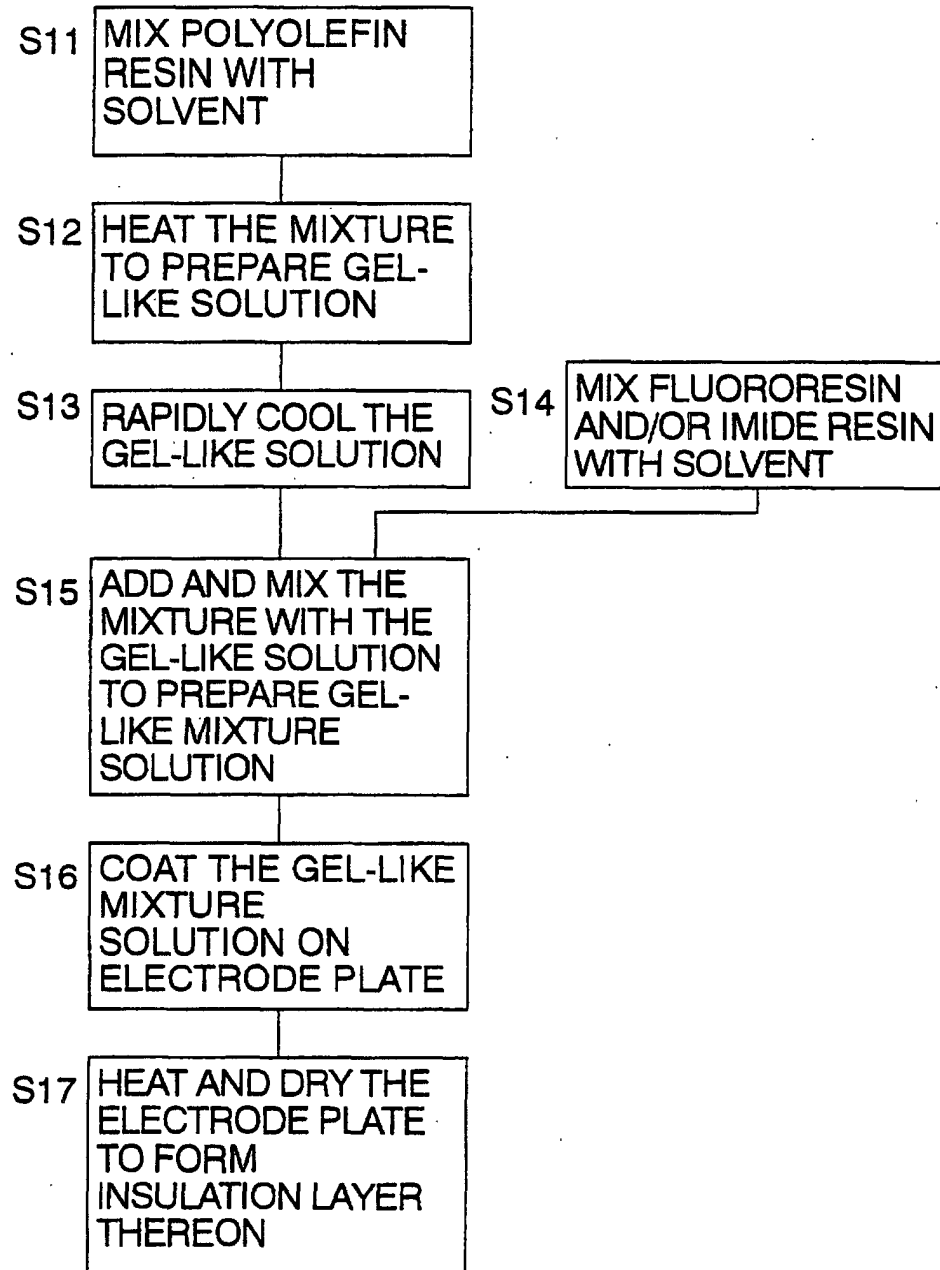 S11
MIX POLYOLEFIN
RESIN WITH
SOLVENT
S12
HEAT THE MIXTURE
TO PREPARE GEL-
LIKE SOLUTION
S13
RAPIDLY COOL THE
GEL-LIKE SOLUTION
S14
MIX FLUORORESIN
AND/OR IMIDE RESIN
WITH SOLVENT
S15
ADD AND MIX THE
MIXTURE WITH THE
GEL-LIKE SOLUTION
TO PREPARE GEL-
LIKE MIXTURE
SOLUTION
S16
COAT THE GEL-LIKE
MIXTURE
SOLUTION ON
ELECTRODE PLATE
S17
HEAT AND DRY THE
ELECTRODE PLATE
TO FORM
INSULATION LAYER
THEREON